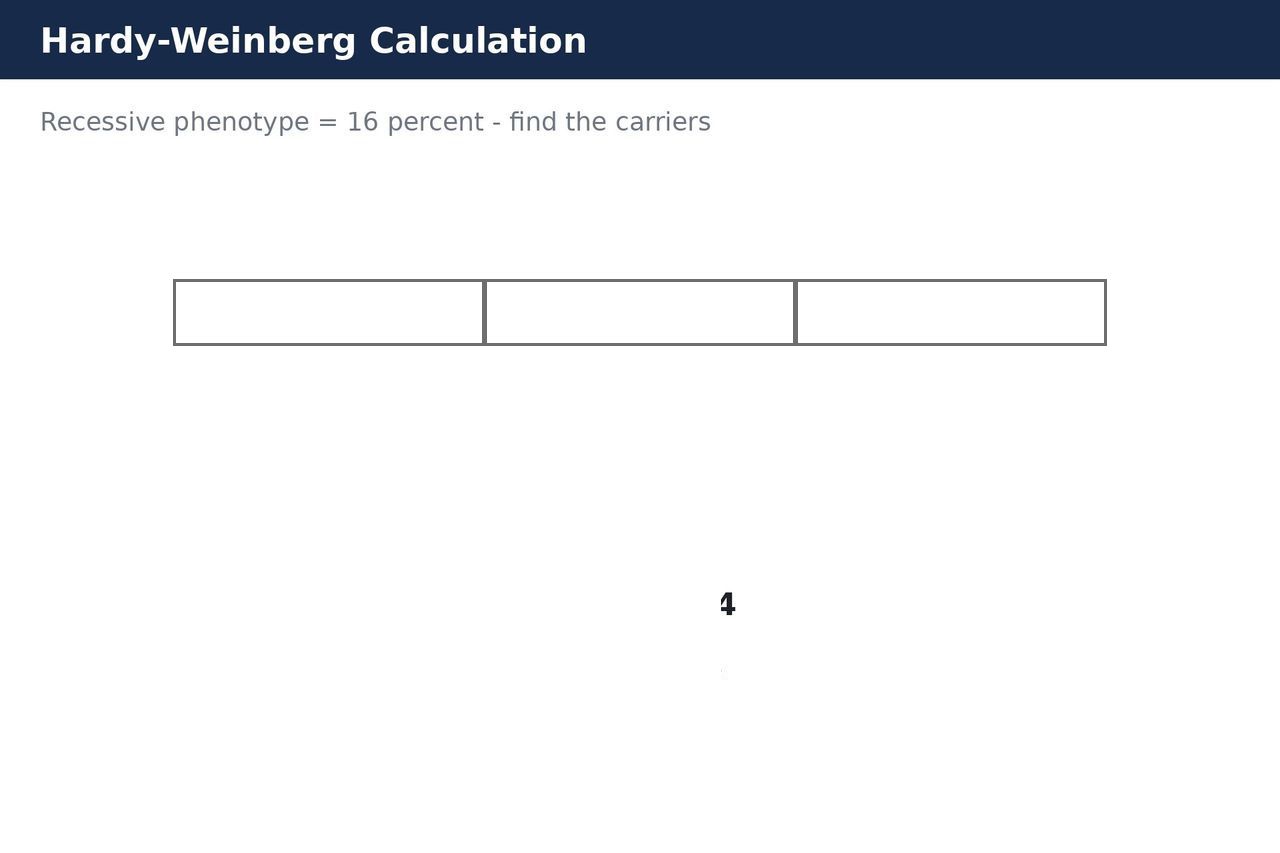 Hardy-Weinberg Calculation
Recessive phenotype = 16 percent - find the carriers
4